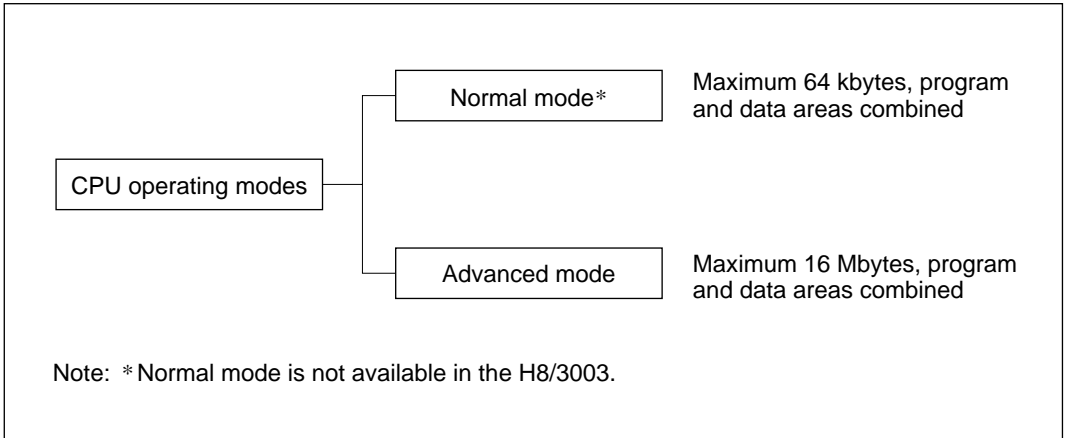 Normal mode*
Maximum 64 kbytes, program
and data areas combined
CPU operating modes
Advanced mode
Maximum 16 Mbytes, program
and data areas combined
Note: * Normal mode is not available in the H8/3003.